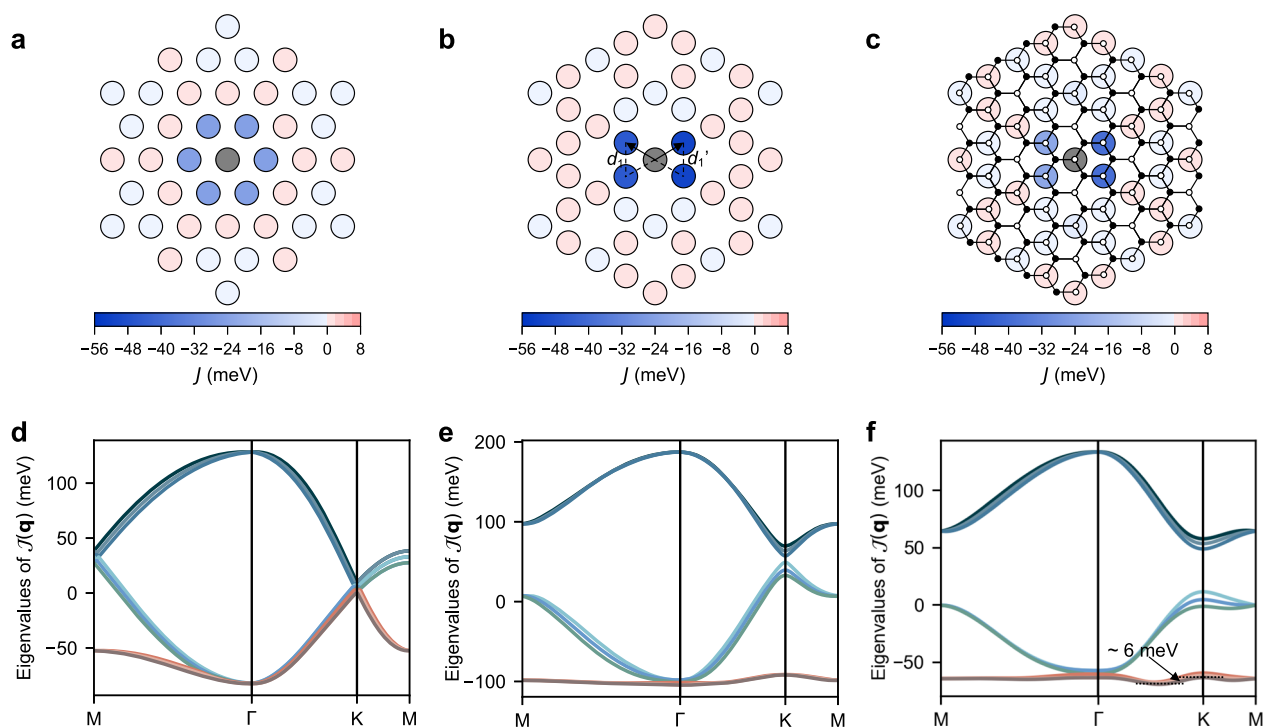 a
b
c
d₁
d₁’
−56 −48 −40 −32 −24 −16 −8 0 8
J (meV)
−56 −48 −40 −32 −24 −16 −8 0 8
J (meV)
−56 −48 −40 −32 −24 −16 −8 0 8
J (meV)
d
Eigenvalues of 𝒥(q) (meV)
100
50
0
−50
M Γ K M
e
Eigenvalues of 𝒥(q) (meV)
200
100
0
−100
M Γ K M
f
Eigenvalues of 𝒥(q) (meV)
100
50
0
−50
~ 6 meV
M Γ K M